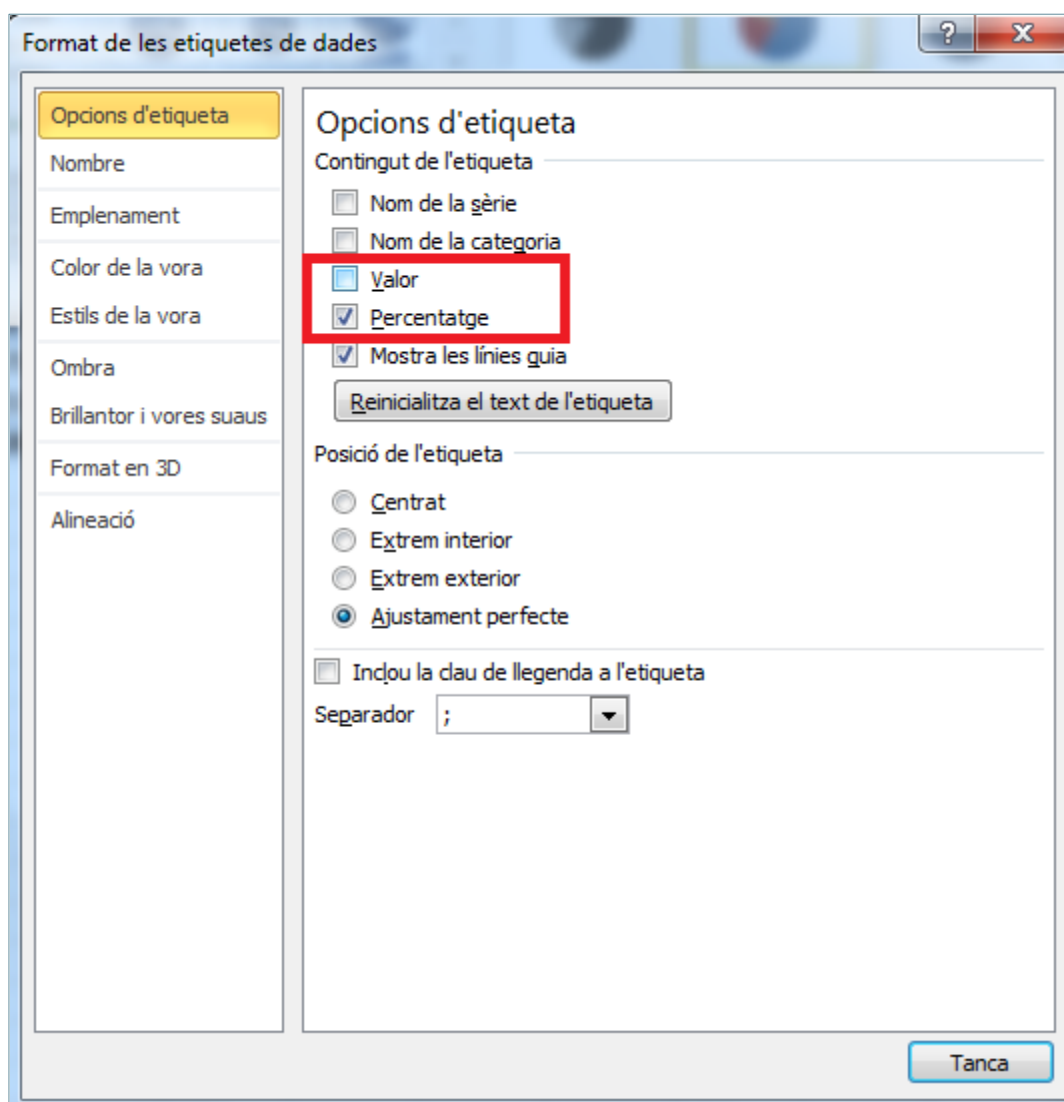 Format de les etiquetes de dades
?
Opcions d'etiqueta
Nombre
Emplenament
Color de la vora
Estils de la vora
Ombra
Brillantor i vores suaus
Format en 3D
Alineació
Opcions d'etiqueta
Contingut de l'etiqueta
Nom de la sèrie
Nom de la categoria
Valor
Percentatge
Mostra les línies guia
Reinicialitza el text de l'etiqueta
Posició de l'etiqueta
Centrat
Extrem interior
Extrem exterior
Ajustament perfecte
Inclou la clau de llegenda a l'etiqueta
Separador ;
Tanca